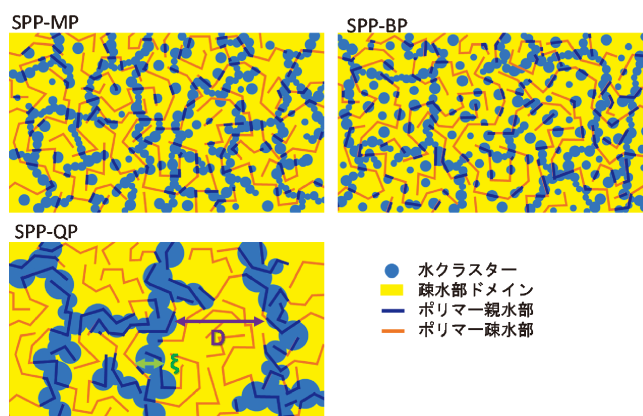 SPP-MP
SPP-BP
SPP-QP
D
ξ
水クラスター
疎水部ドメイン
ポリマー親水部
ポリマー疎水部